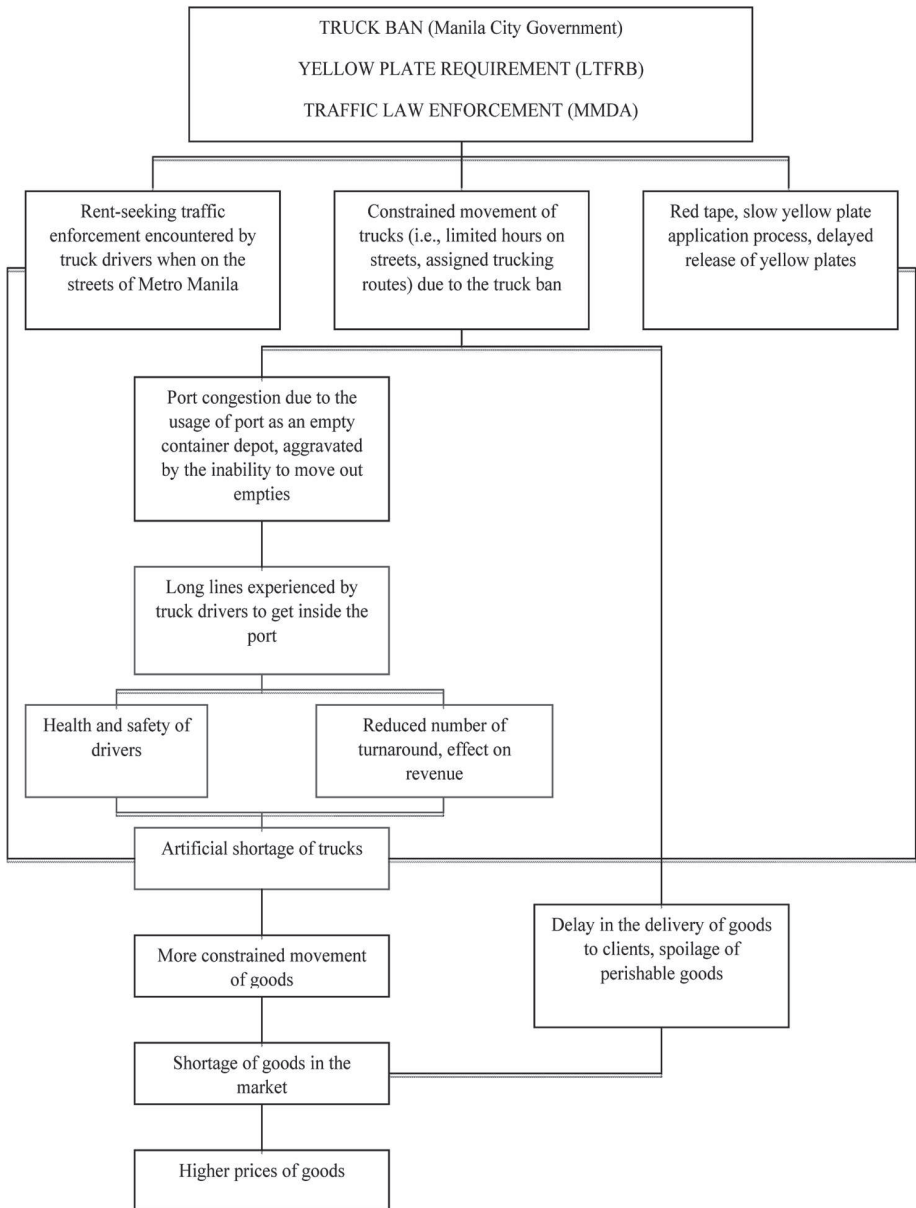 TRUCK BAN (Manila City Government)
YELLOW PLATE REQUIREMENT (LTFRB)
TRAFFIC LAW ENFORCEMENT (MMDA)
Rent-seeking traffic
enforcement encountered by
truck drivers when on the
streets of Metro Manila
Constrained movement of
trucks (i.e., limited hours on
streets, assigned trucking
routes) due to the truck ban
Red tape, slow yellow plate
application process, delayed
release of yellow plates
Port congestion due to the
usage of port as an empty
container depot, aggravated
by the inability to move out
empties
Long lines experienced by
truck drivers to get inside the
port
Health and safety of
drivers
Reduced number of
turnaround, effect on
revenue
Artificial shortage of trucks
Delay in the delivery of goods
to clients, spoilage of
perishable goods
More constrained movement
of goods
Shortage of goods in the
market
Higher prices of goods